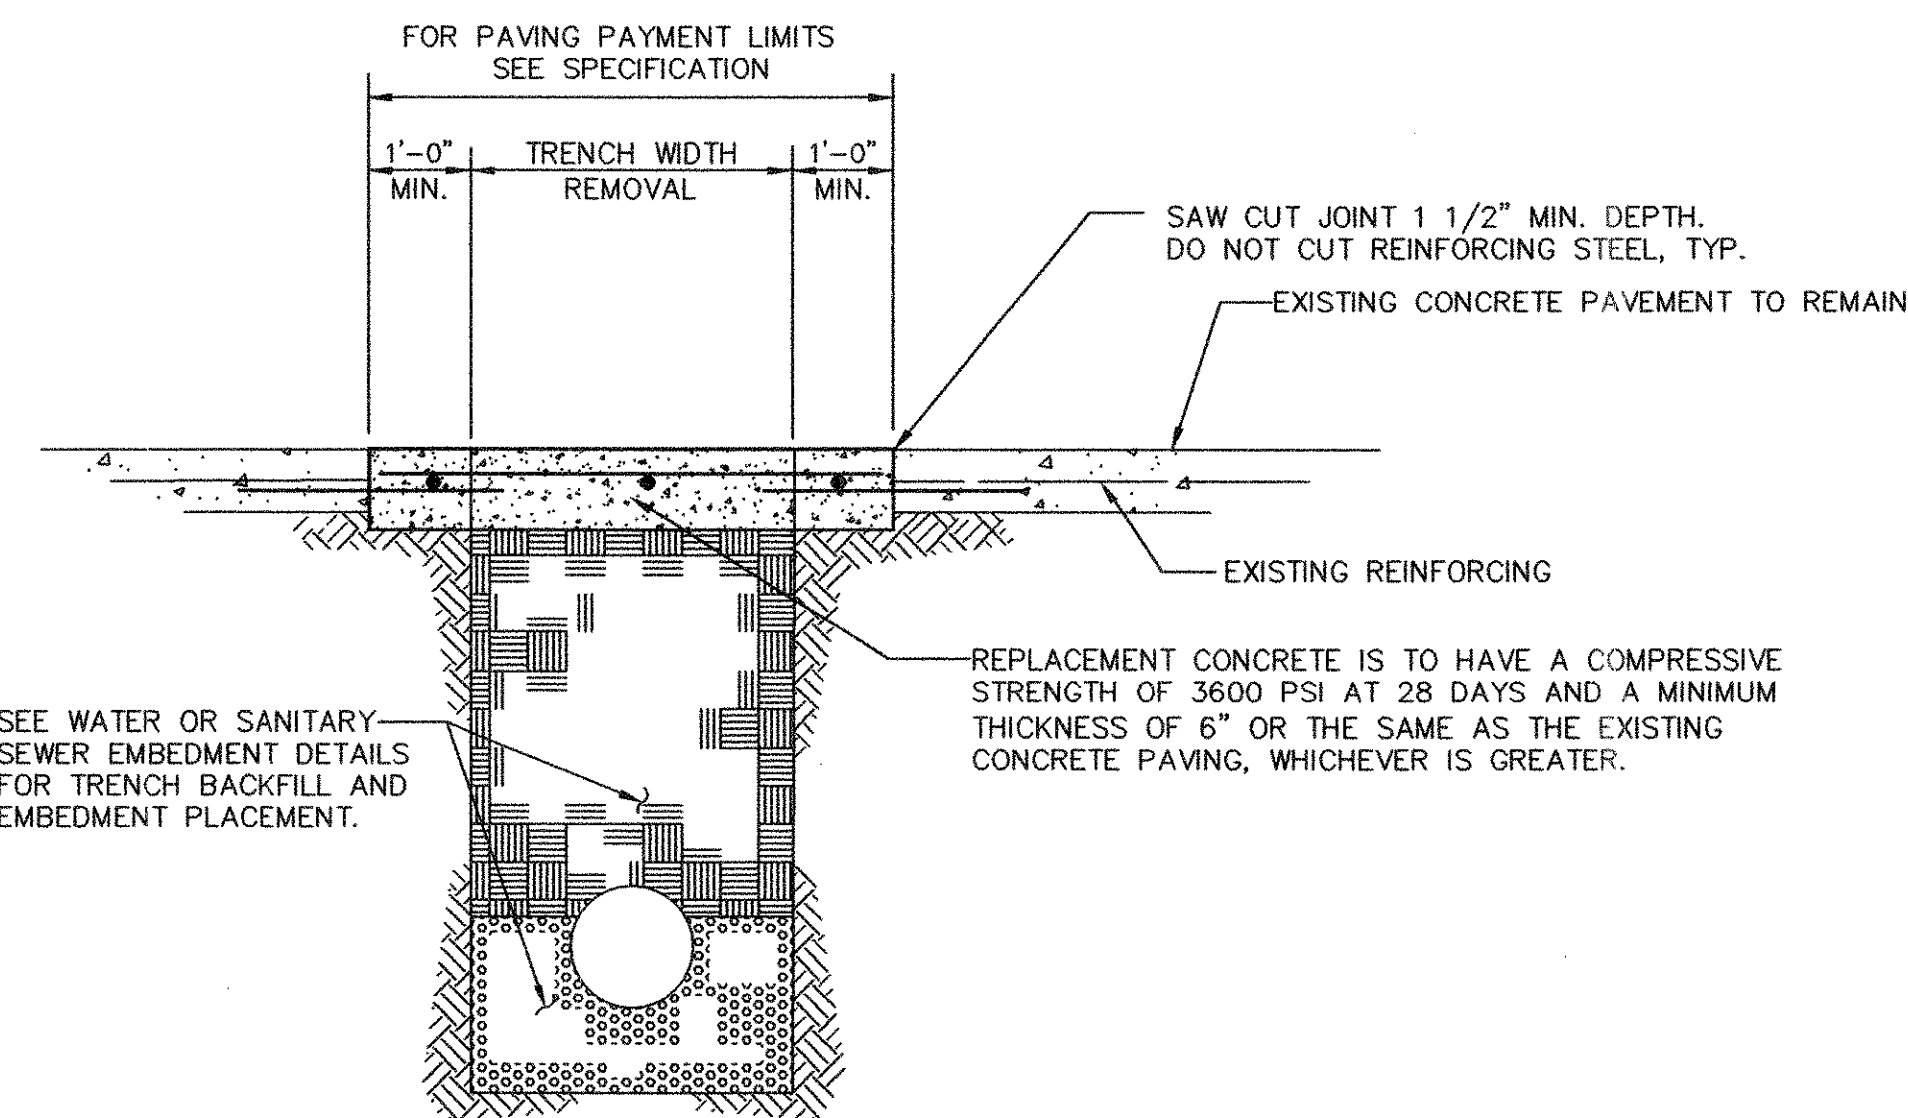 FOR PAVING PAYMENT LIMITS
SEE SPECIFICATION
1'-0"
MIN.
TRENCH WIDTH
REMOVAL
1'-0"
MIN.
SAW CUT JOINT 1 1/2" MIN. DEPTH.
DO NOT CUT REINFORCING STEEL, TYP.
EXISTING CONCRETE PAVEMENT TO REMAIN
EXISTING REINFORCING
REPLACEMENT CONCRETE IS TO HAVE A COMPRESSIVE
STRENGTH OF 3600 PSI AT 28 DAYS AND A MINIMUM
THICKNESS OF 6" OR THE SAME AS THE EXISTING
CONCRETE PAVING, WHICHEVER IS GREATER.
SEE WATER OR SANITARY
SEWER EMBEDMENT DETAILS
FOR TRENCH BACKFILL AND
EMBEDMENT PLACEMENT.